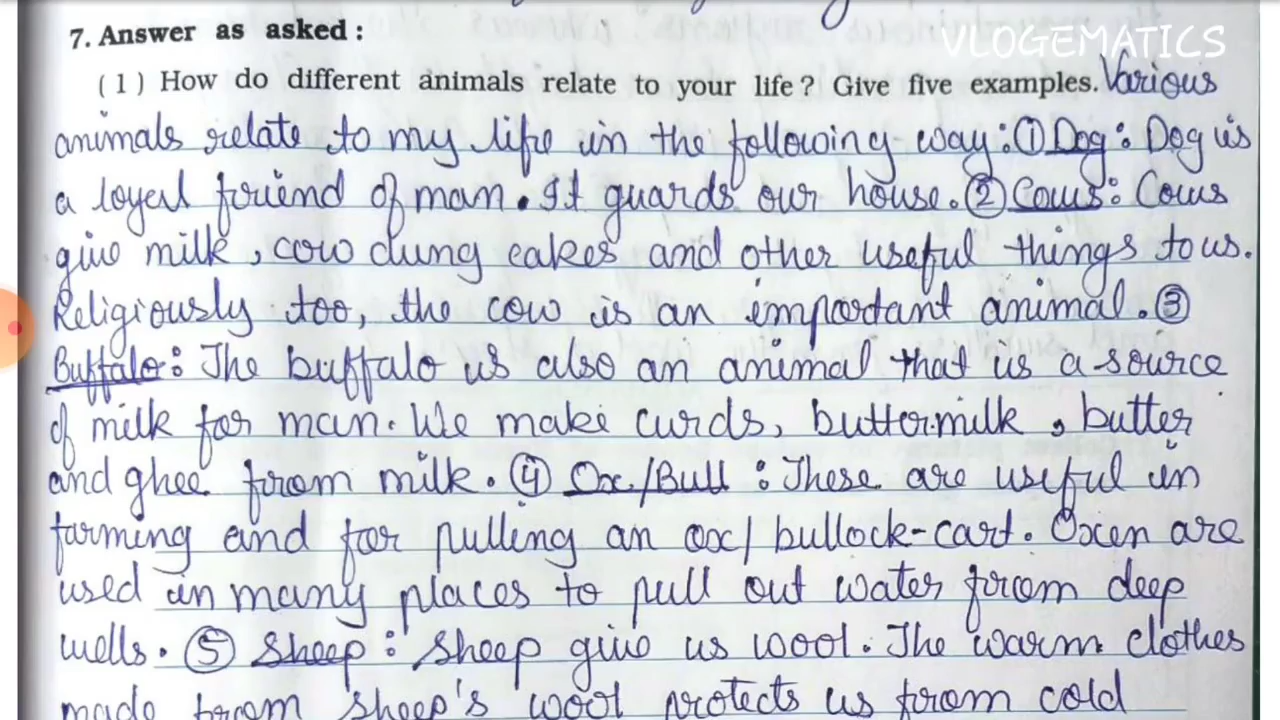 VLOGEMATICS
7. Answer as asked :
( 1 ) How do different animals relate to your life ? Give five examples. Various
animals relate to my life in the following way: ① Dog : Dog is
a loyal friend of man. It guards our house. ② Cows : Cows
give milk, cow dung cakes and other useful things to us.
Religiously too, the cow is an important animal. ③
Buffalo : The buffalo is also an animal that is a source
of milk for man. We make curds, buttermilk, butter
and ghee from milk. ④ Ox/Bull : These are useful in
farming and for pulling an ox/bullock-cart. Oxen are
used in many places to pull out water from deep
wells. ⑤ Sheep : Sheep give us wool. The warm clothes
made from sheep's wool protects us from cold